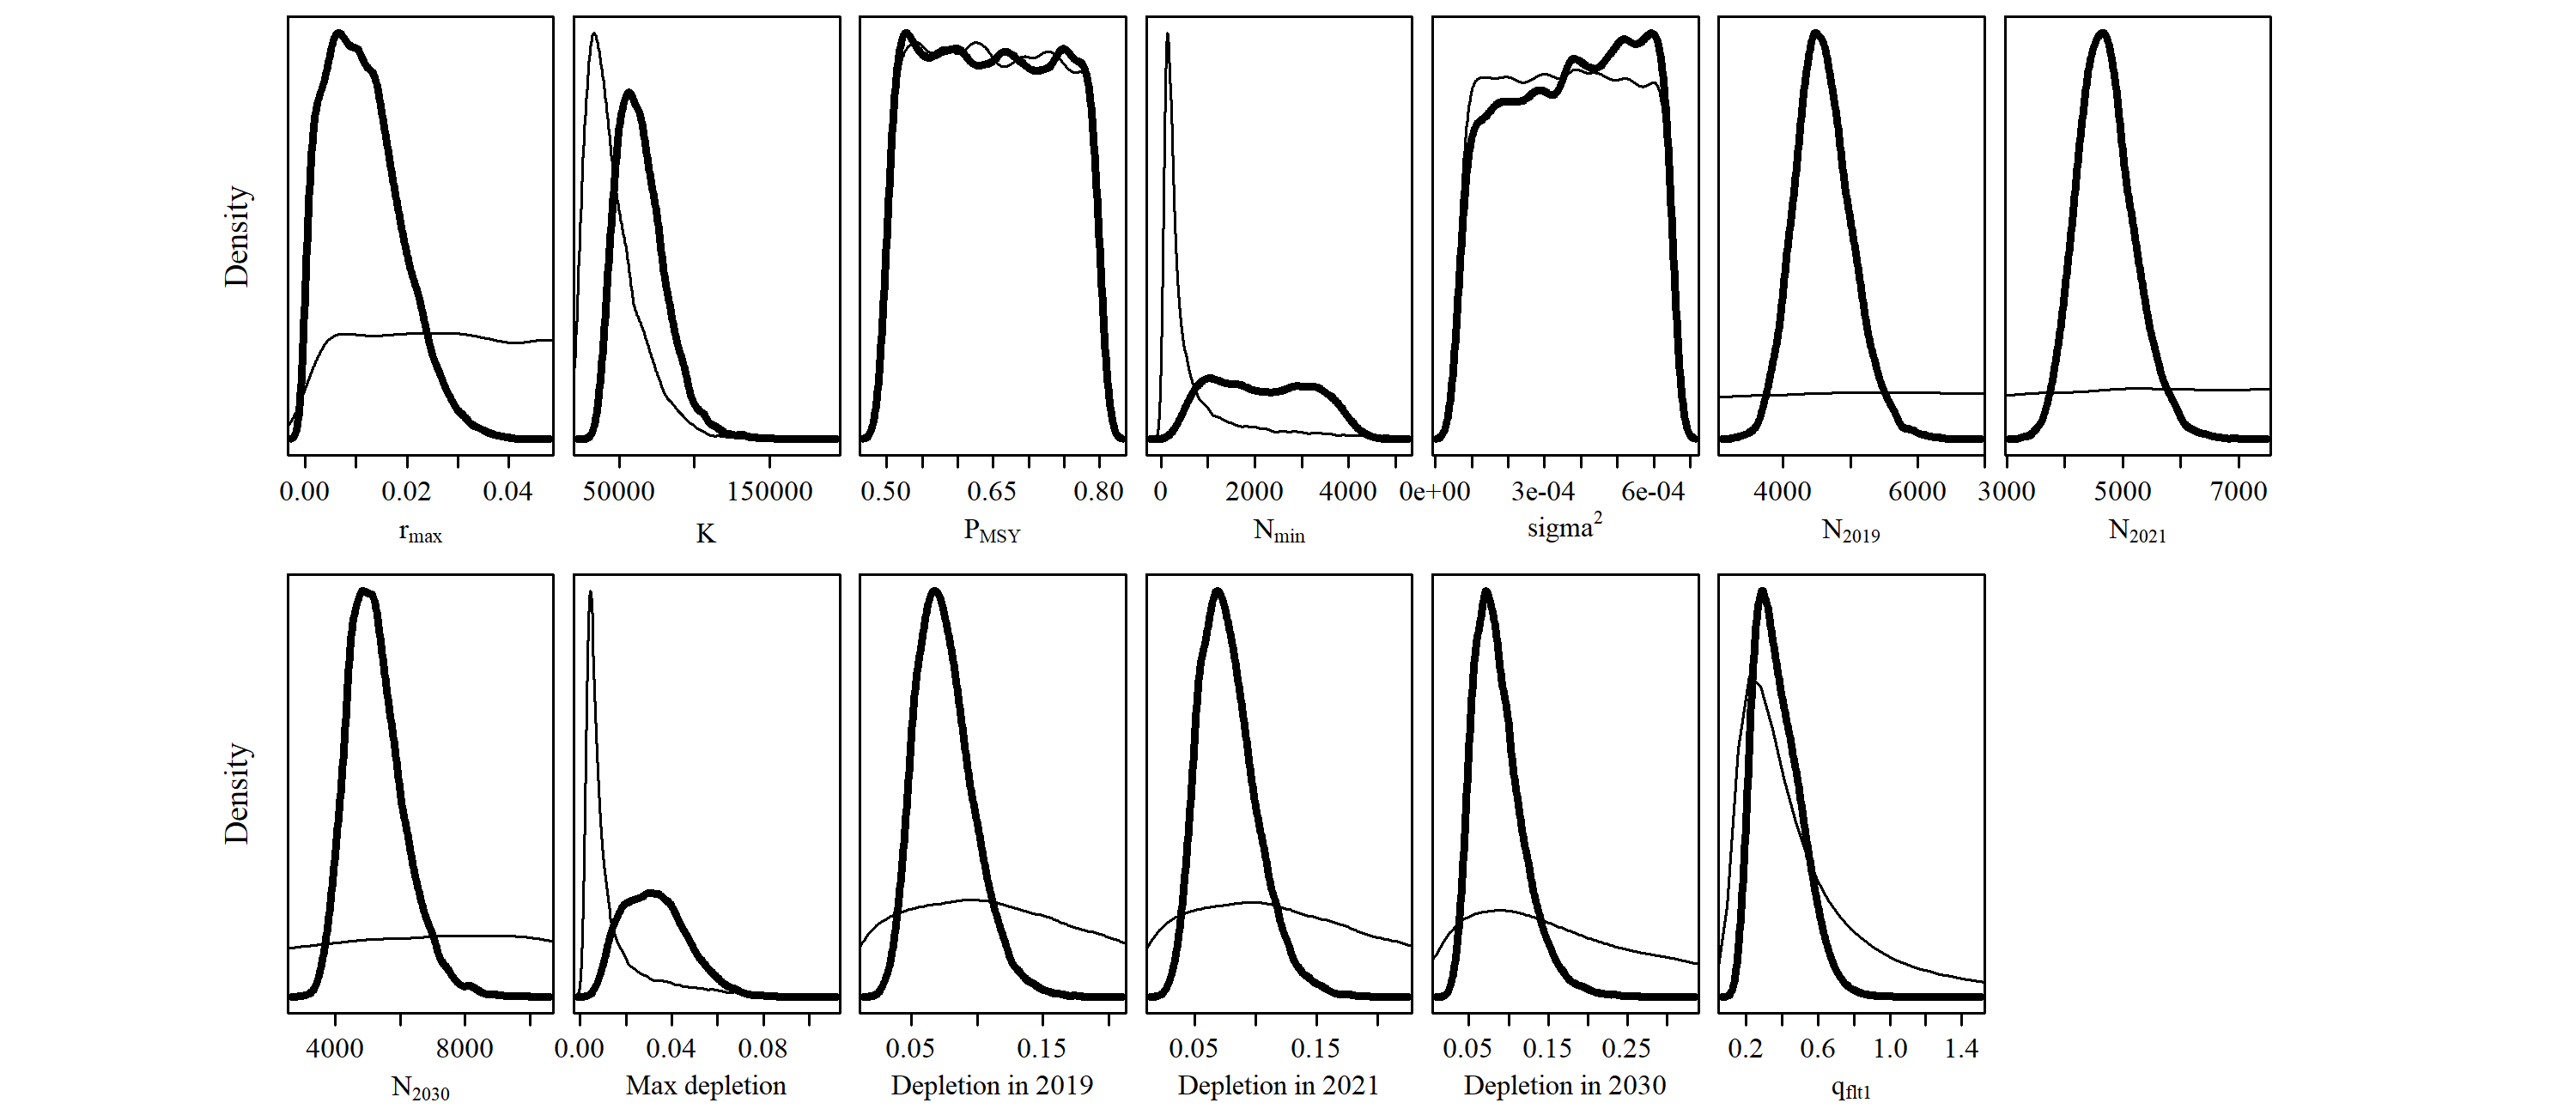 Density
0.00 0.02 0.04
r_max
50000 150000
K
0.50 0.65 0.80
P_MSY
0 2000 4000
N_min
0e+00 3e-04 6e-04
sigma²
4000 6000
N_2019
3000 5000 7000
N_2021
Density
4000 8000
N_2030
0.00 0.04 0.08
Max depletion
0.05 0.15
Depletion in 2019
0.05 0.15
Depletion in 2021
0.05 0.15 0.25
Depletion in 2030
0.2 0.6 1.0 1.4
q_flt1